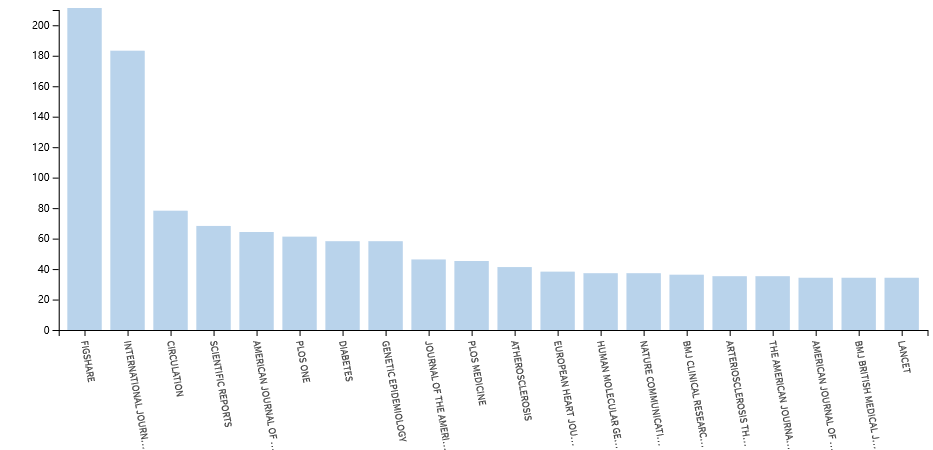 200
180
160
140
120
100
80
60
40
20
0
FIGSHARE
INTERNATIONAL JOURN...
CIRCULATION
SCIENTIFIC REPORTS
AMERICAN JOURNAL OF ...
PLOS ONE
DIABETES
GENETIC EPIDEMIOLOGY
JOURNAL OF THE AMERI...
PLOS MEDICINE
ATHEROSCLEROSIS
EUROPEAN HEART JOU...
HUMAN MOLECULAR GE...
NATURE COMMUNICATI...
BMJ CLINICAL RESEARC...
ARTERIOSCLEROSIS TH...
THE AMERICAN JOURNA...
AMERICAN JOURNAL OF ...
BMJ BRITISH MEDICAL J...
LANCET